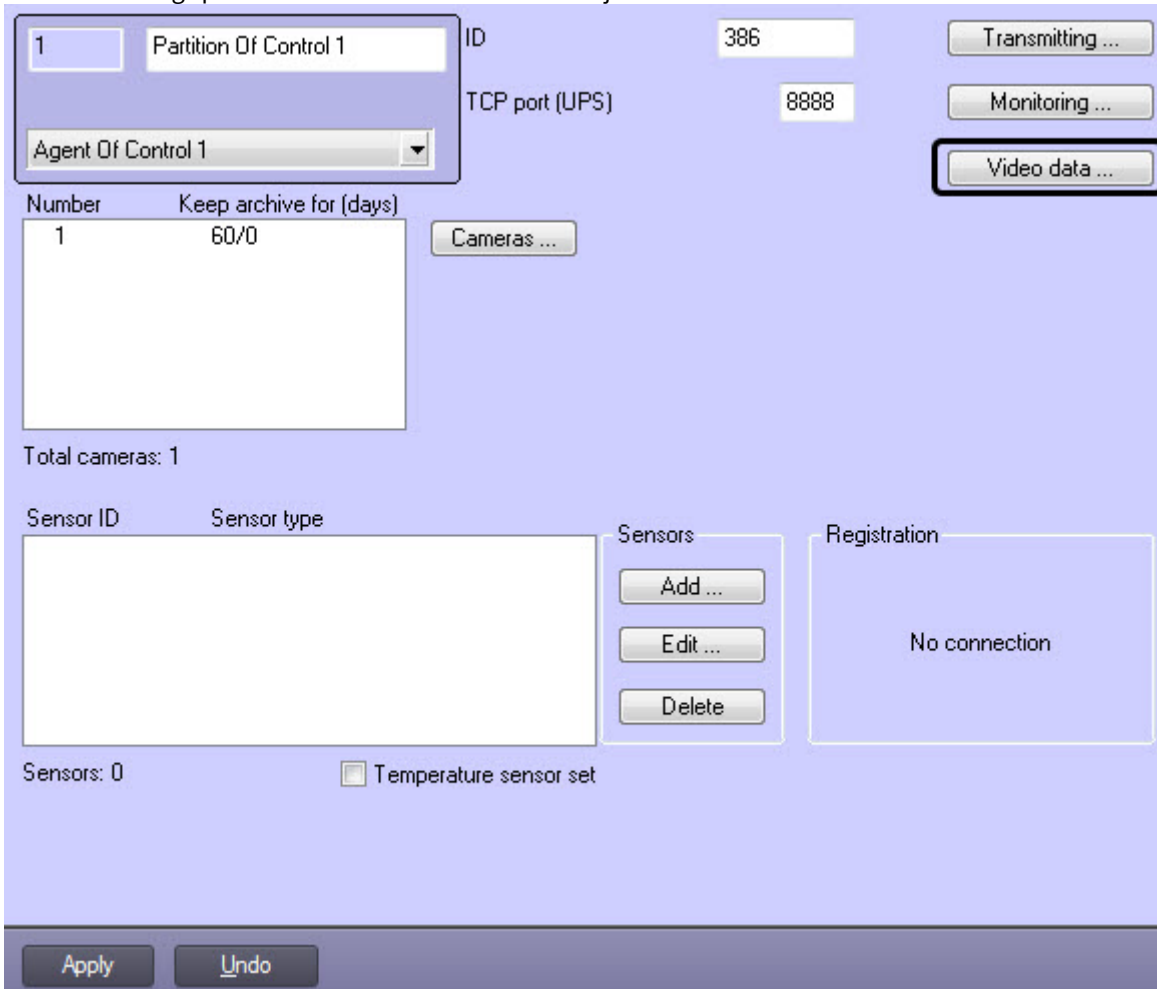 1 Partition Of Control 1 ID 386 Transmitting ...
TCP port (UPS) 8888 Monitoring ...
Agent Of Control 1 Video data ...
Number Keep archive for (days)
1 60/0 Cameras ...
Total cameras: 1
Sensor ID Sensor type Sensors Registration
Add ...
Edit ... No connection
Delete
Sensors: 0 Temperature sensor set
Apply Undo